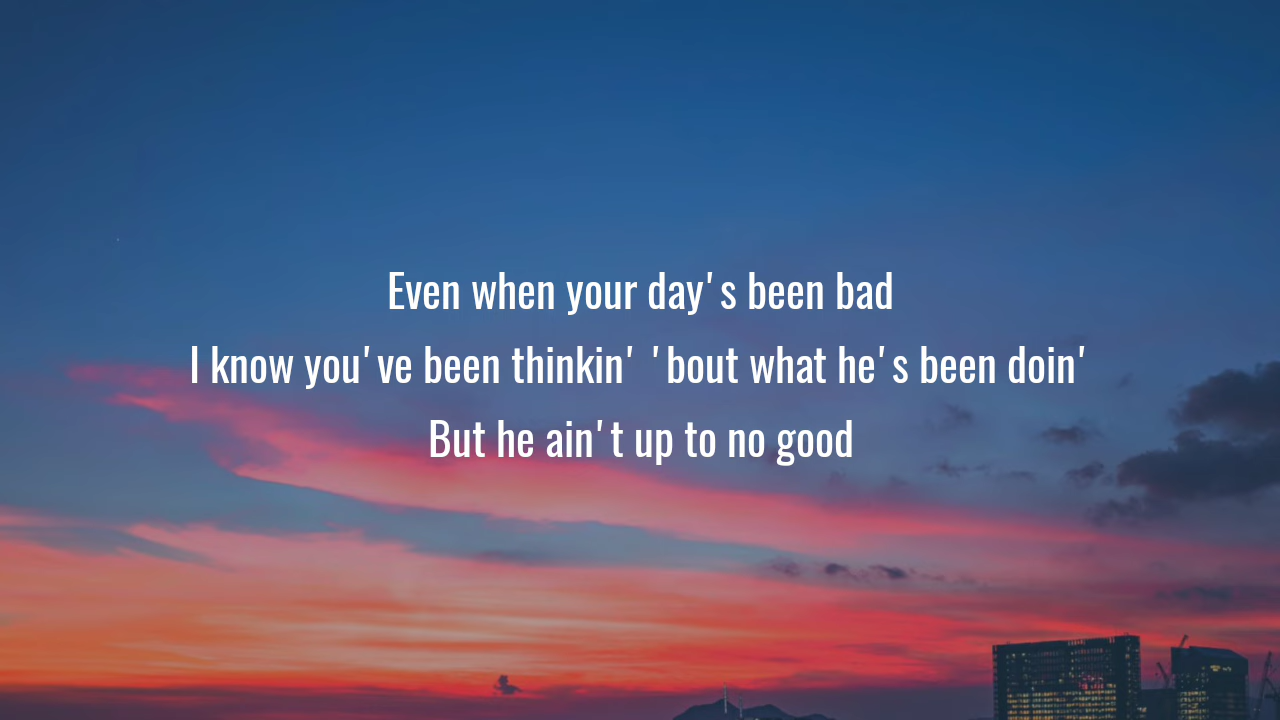 Even when your day's been bad
I know you've been thinkin' 'bout what he's been doin'
But he ain't up to no good